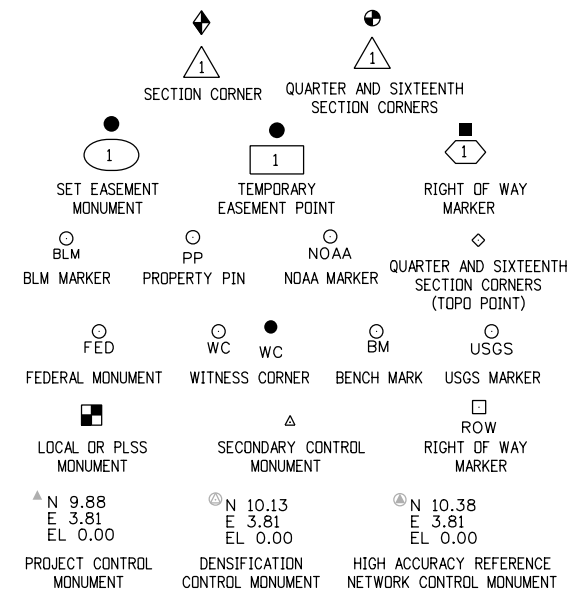 1
1
SECTION CORNER
QUARTER AND SIXTEENTH
SECTION CORNERS
1
1
1
SET EASEMENT
MONUMENT
TEMPORARY
EASEMENT POINT
RIGHT OF WAY
MARKER
BLM
PP
NOAA
BLM MARKER
PROPERTY PIN
NOAA MARKER
QUARTER AND SIXTEENTH
SECTION CORNERS
(TOPO POINT)
FED
WC
WC
BM
USGS
FEDERAL MONUMENT
WITNESS CORNER
BENCH MARK
USGS MARKER
ROW
LOCAL OR PLSS
MONUMENT
SECONDARY CONTROL
MONUMENT
RIGHT OF WAY
MARKER
N 9.88
E 3.81
EL 0.00
N 10.13
E 3.81
EL 0.00
N 10.38
E 3.81
EL 0.00
PROJECT CONTROL
MONUMENT
DENSIFICATION
CONTROL MONUMENT
HIGH ACCURACY REFERENCE
NETWORK CONTROL MONUMENT